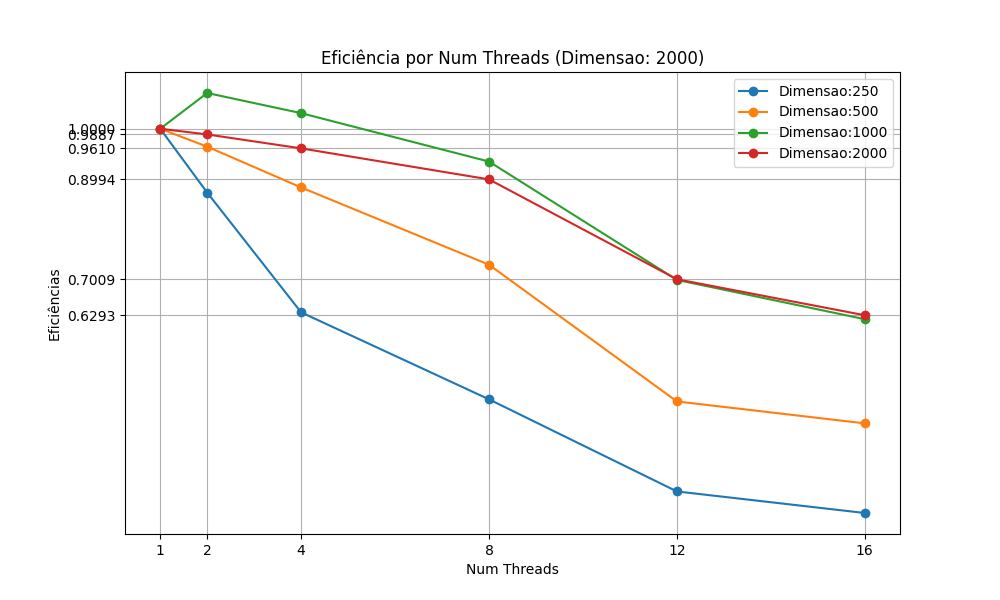 Eficiência por Num Threads (Dimensao: 2000)
Dimensao:250
Dimensao:500
Dimensao:1000
Dimensao:2000
1.0000
0.9887
0.9610
0.8994
0.7009
0.6293
Eficiências
1 2 4 8 12 16
Num Threads